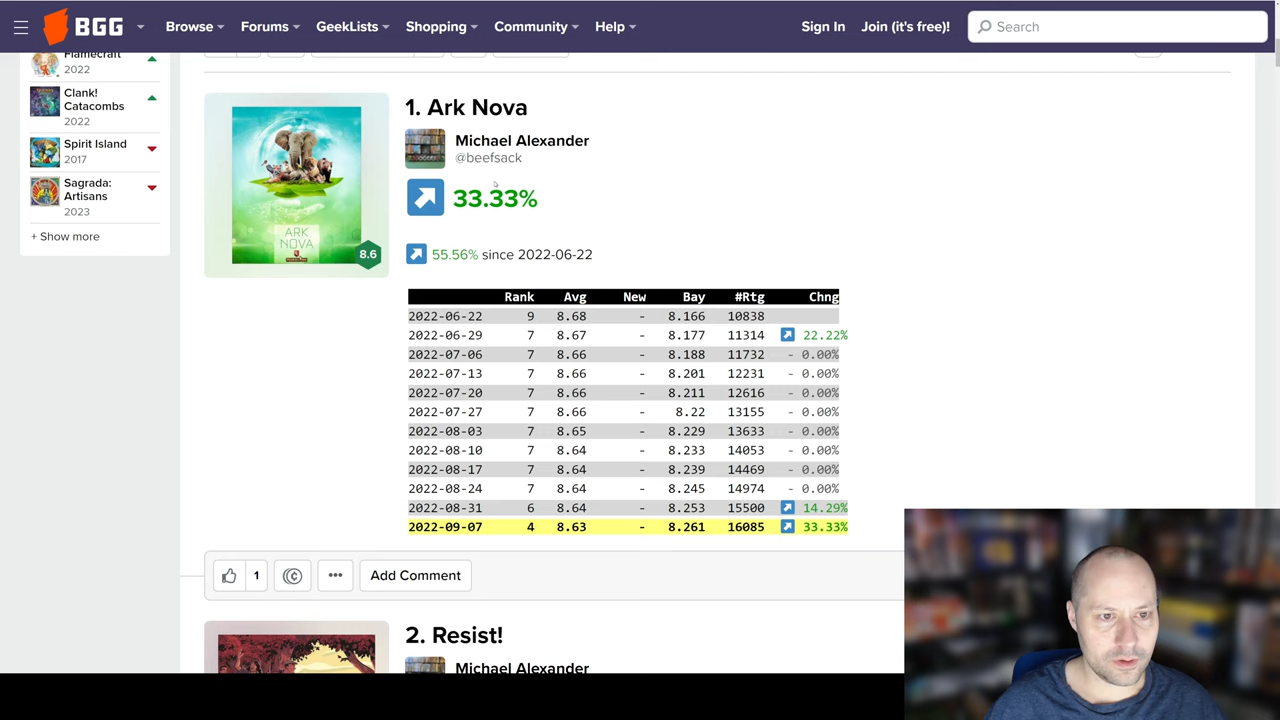 BGG
Browse Forums GeekLists Shopping Community Help Sign In Join (it's free!) Search
Flamecraft
2022
Clank!
Catacombs
2022
Spirit Island
2017
Sagrada:
Artisans
2023
+ Show more
1. Ark Nova
Michael Alexander
@beefsack
33.33%
ARK
NOVA
8.6
55.56% since 2022-06-22
Rank Avg New Bay #Rtg Chng
2022-06-22 9 8.68 - 8.166 10838
2022-06-29 7 8.67 - 8.177 11314 22.22%
2022-07-06 7 8.66 - 8.188 11732 - 0.00%
2022-07-13 7 8.66 - 8.201 12231 - 0.00%
2022-07-20 7 8.66 - 8.211 12616 - 0.00%
2022-07-27 7 8.66 - 8.22 13155 - 0.00%
2022-08-03 7 8.65 - 8.229 13633 - 0.00%
2022-08-10 7 8.64 - 8.233 14053 - 0.00%
2022-08-17 7 8.64 - 8.239 14469 - 0.00%
2022-08-24 7 8.64 - 8.245 14974 - 0.00%
2022-08-31 6 8.64 - 8.253 15500 14.29%
2022-09-07 4 8.63 - 8.261 16085 33.33%
1 ••• Add Comment
2. Resist!
Michael Alexander